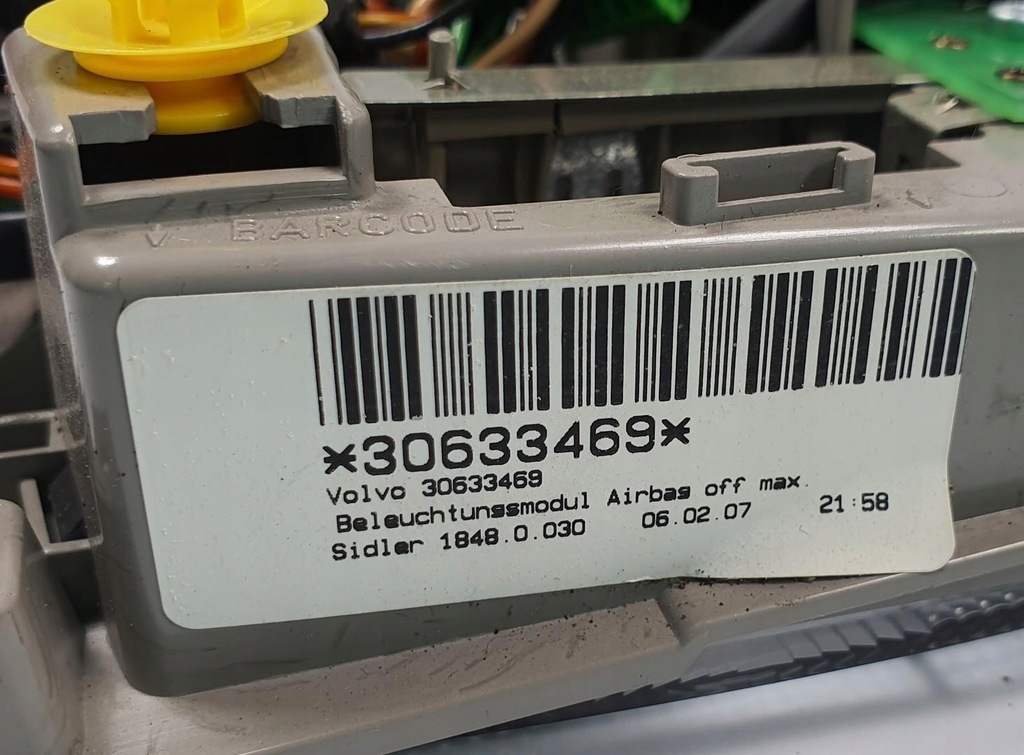 BARCODE
*30633469*
Volvo 30633469
Beleuchtungsmodul Airbag off max.
Sidler 1848.0.030 06.02.07 21:58